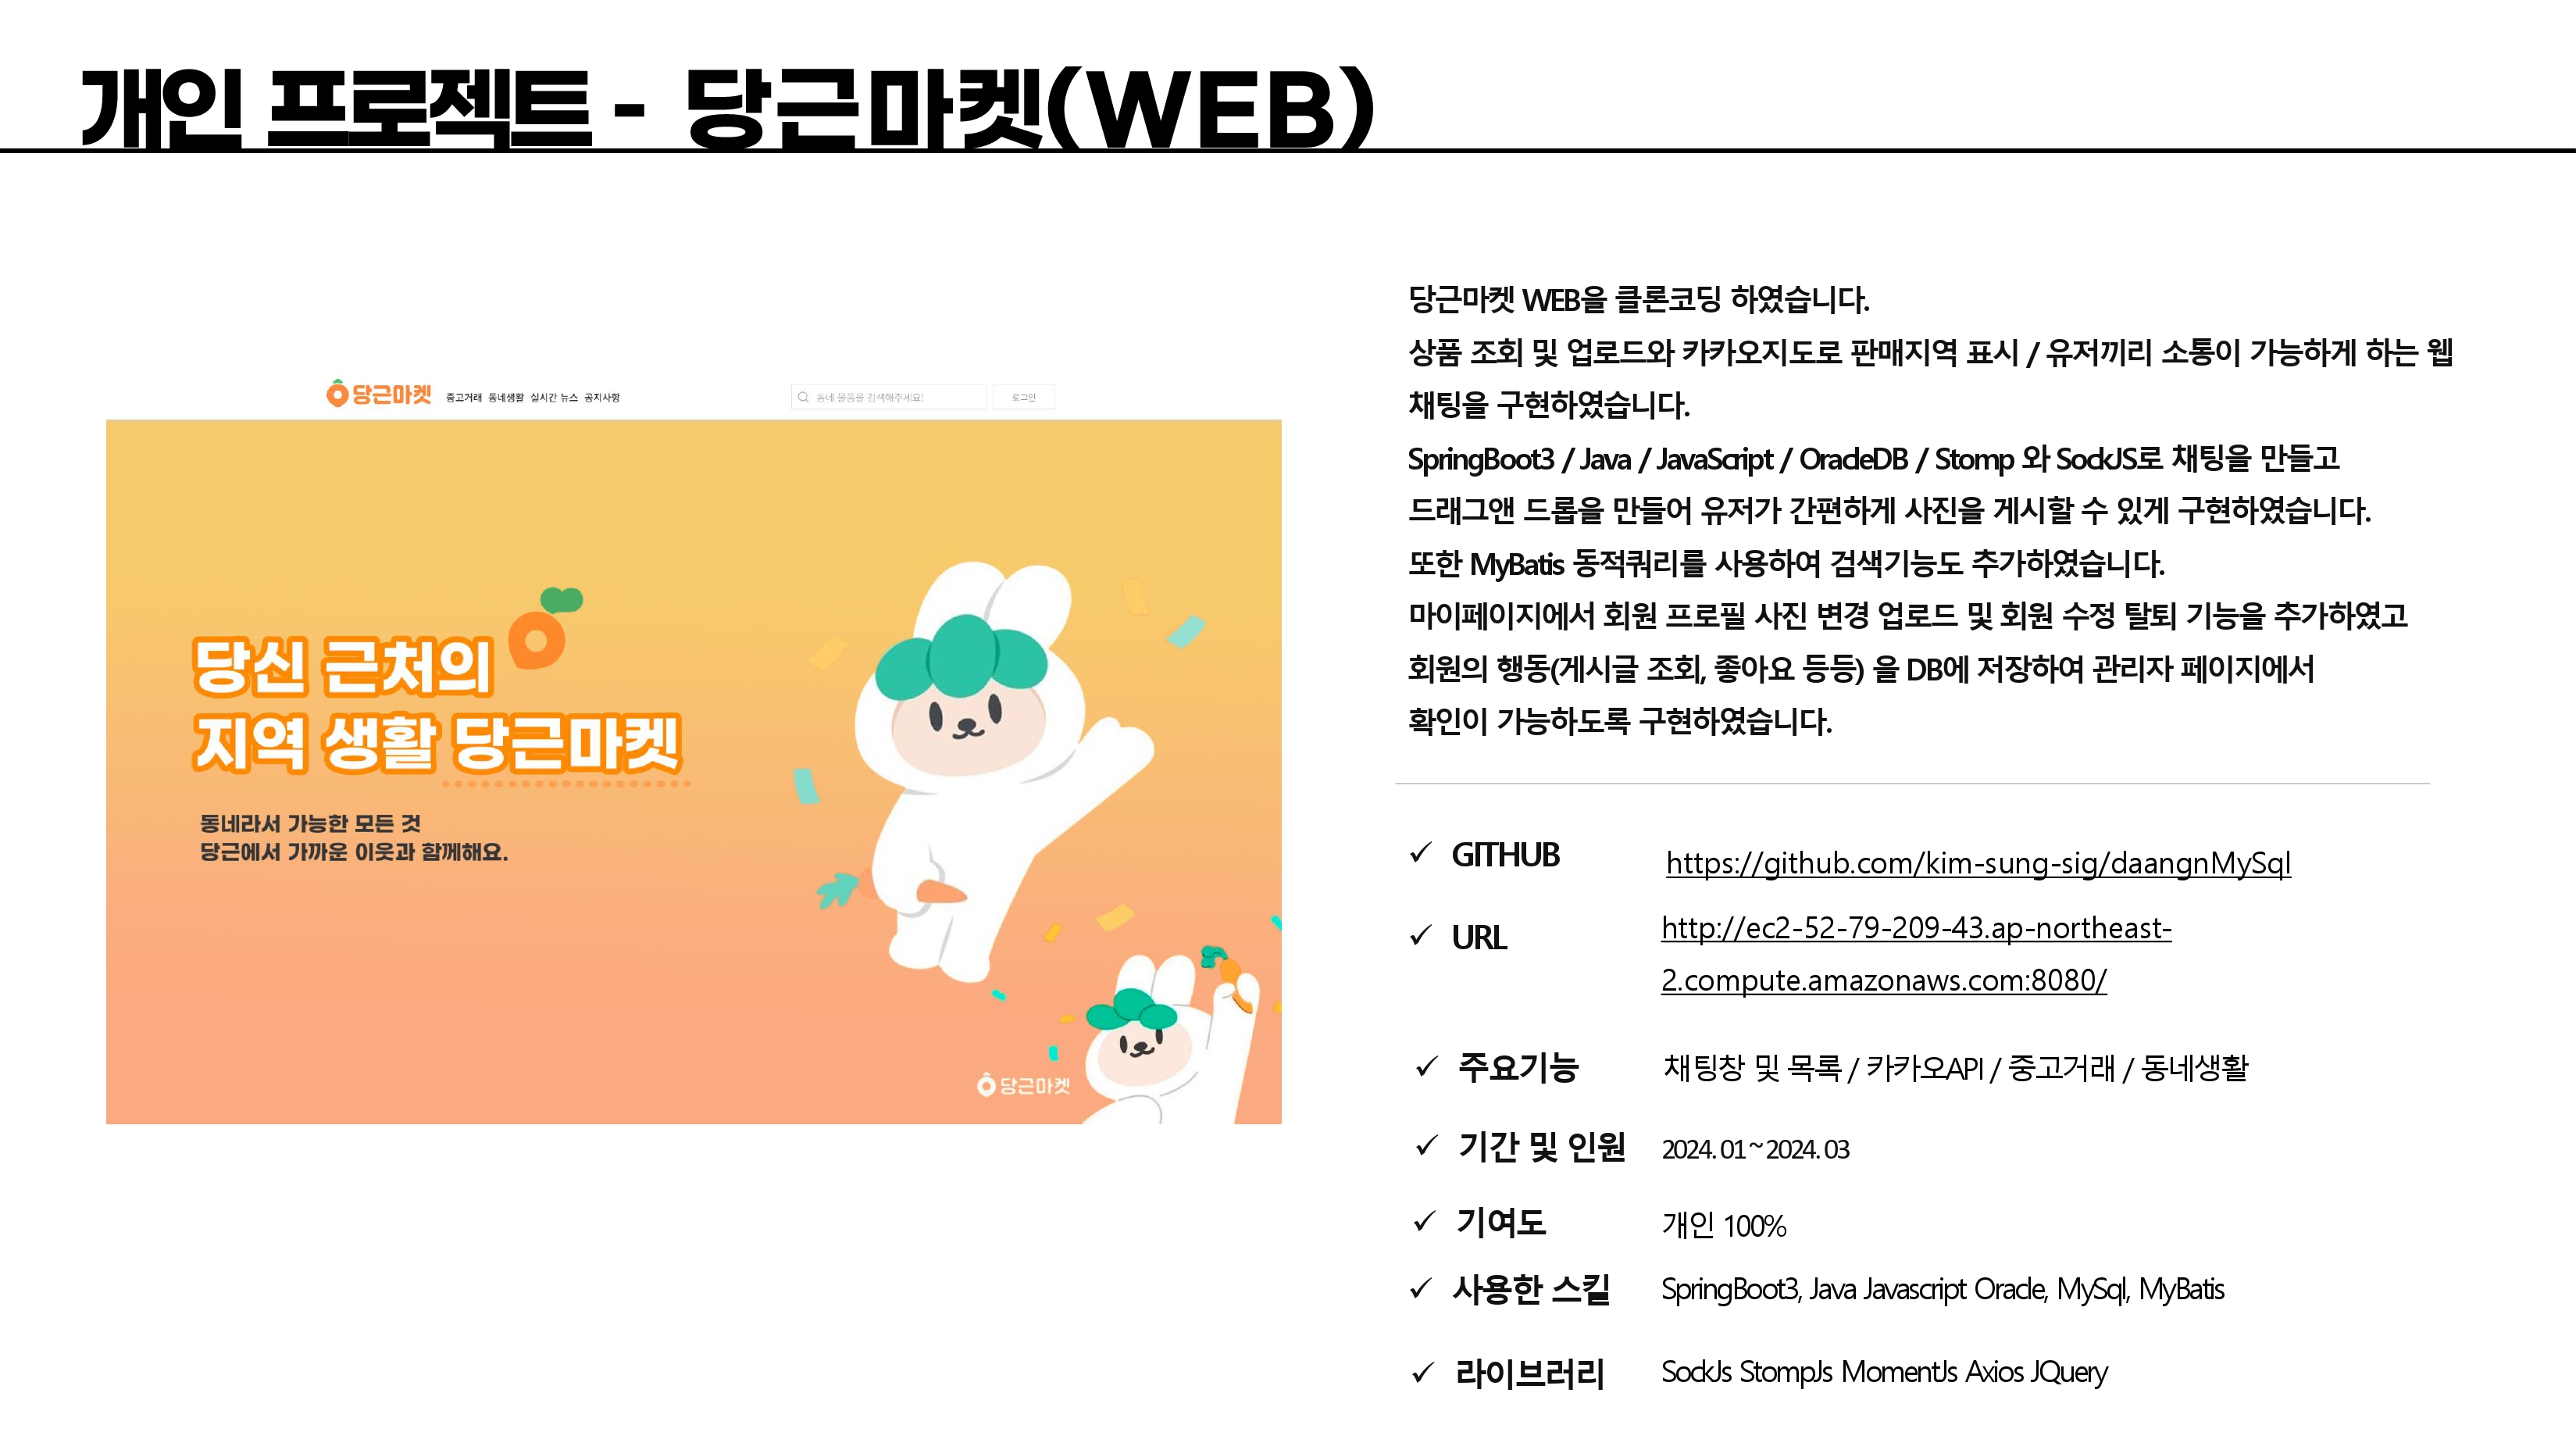 개인 프로젝트 - 당근마켓(WEB)
당근마켓 중고거래 동네생활 실시간 뉴스 공지사항 동네 물품을 검색해주세요! 로그인
당신 근처의
지역 생활 당근마켓
동네라서 가능한 모든 것
당근에서 가까운 이웃과 함께해요.
당근마켓
당근마켓 WEB을 클론코딩 하였습니다.
상품 조회 및 업로드와 카카오지도로 판매지역 표시 / 유저끼리 소통이 가능하게 하는 웹
채팅을 구현하였습니다.
SpringBoot3 / Java / JavaScript / OracleDB / Stomp 와 SockJS로 채팅을 만들고
드래그앤 드롭을 만들어 유저가 간편하게 사진을 게시할 수 있게 구현하였습니다.
또한 MyBatis 동적쿼리를 사용하여 검색기능도 추가하였습니다.
마이페이지에서 회원 프로필 사진 변경 업로드 및 회원 수정 탈퇴 기능을 추가하였고
회원의 행동(게시글 조회, 좋아요 등등) 을 DB에 저장하여 관리자 페이지에서
확인이 가능하도록 구현하였습니다.
✓ GITHUB https://github.com/kim-sung-sig/daangnMySql
✓ URL http://ec2-52-79-209-43.ap-northeast-
2.compute.amazonaws.com:8080/
✓ 주요기능 채팅창 및 목록 / 카카오API / 중고거래 / 동네생활
✓ 기간 및 인원 2024. 01 ~ 2024. 03
✓ 기여도 개인 100%
✓ 사용한 스킬 SpringBoot3, Java Javascript Oracle, MySql, MyBatis
✓ 라이브러리 SockJs StompJs MomentJs Axios JQuery